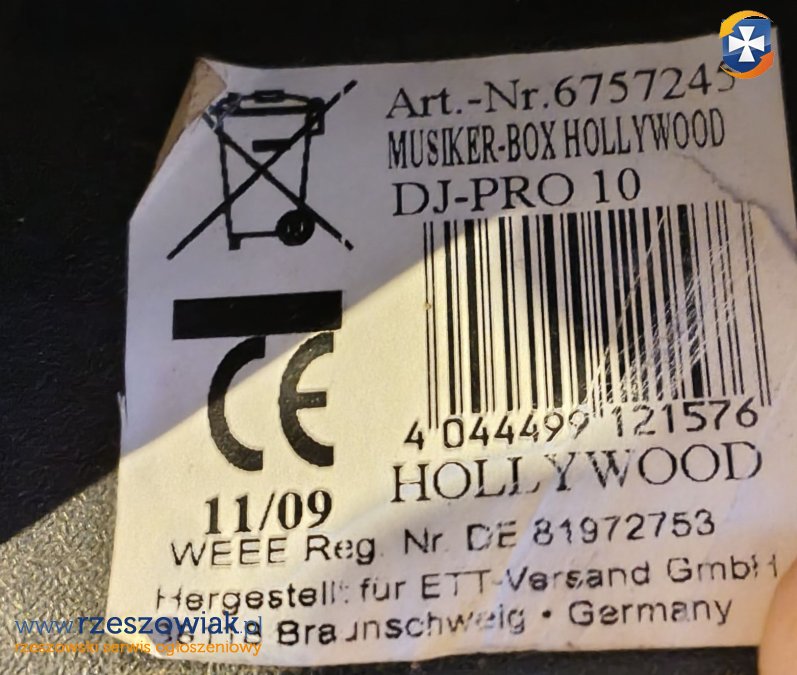 Art.-Nr.6757245
MUSIKER-BOX HOLLYWOOD
DJ-PRO 10
4 044499 121576
HOLLYWOOD
CE
11/09
WEEE Reg. Nr. DE 81972753
Hergestellt für ETT-Versand GmbH
Braunschweig • Germany
www.rzeszowiak.pl
rzeszowski serwis ogłoszeniowy